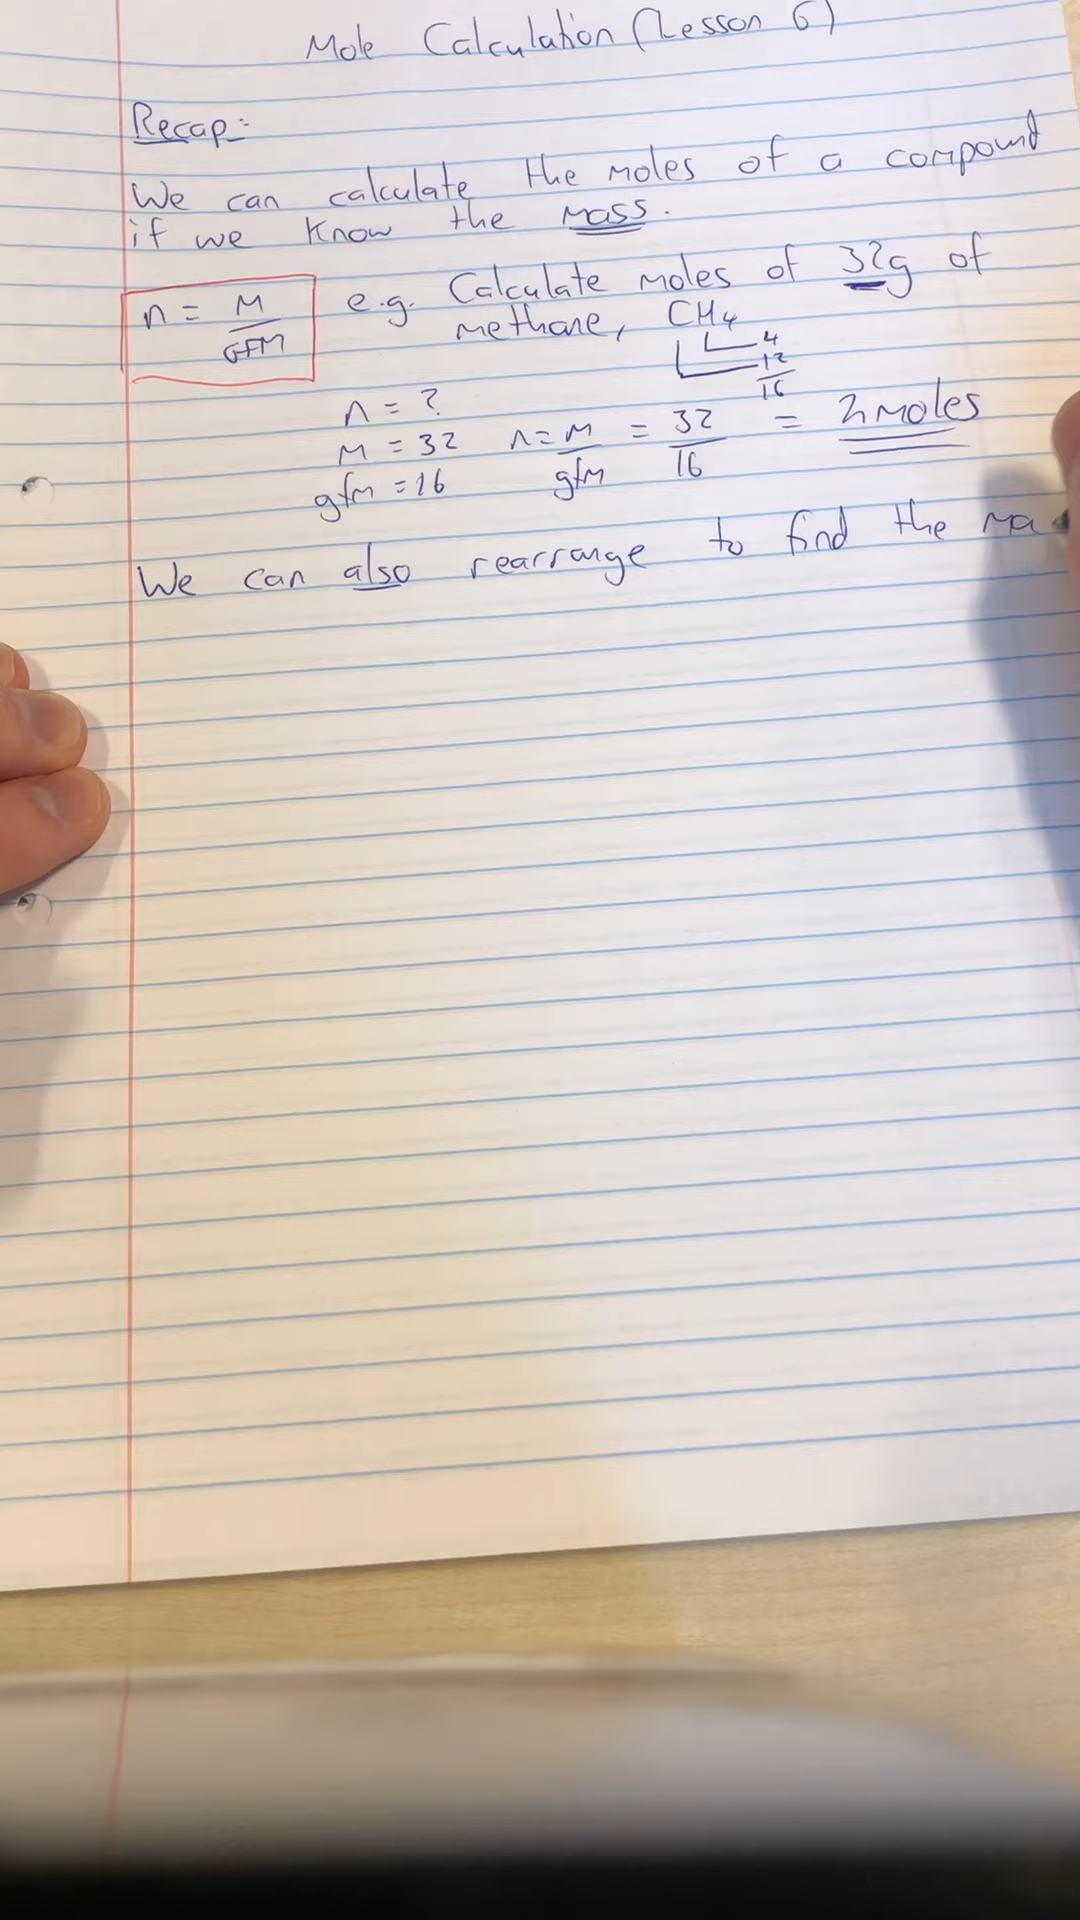 Mole Calculation (Lesson 6)
Recap:
We can calculate the moles of a compound
if we know the mass.
n = M / GFM
e.g. Calculate moles of 32g of
methane, CH4
4
12
16
n = ?
M = 32
gfm = 16
n = M / gfm = 32 / 16 = 2 moles
We can also rearrange to find the ma